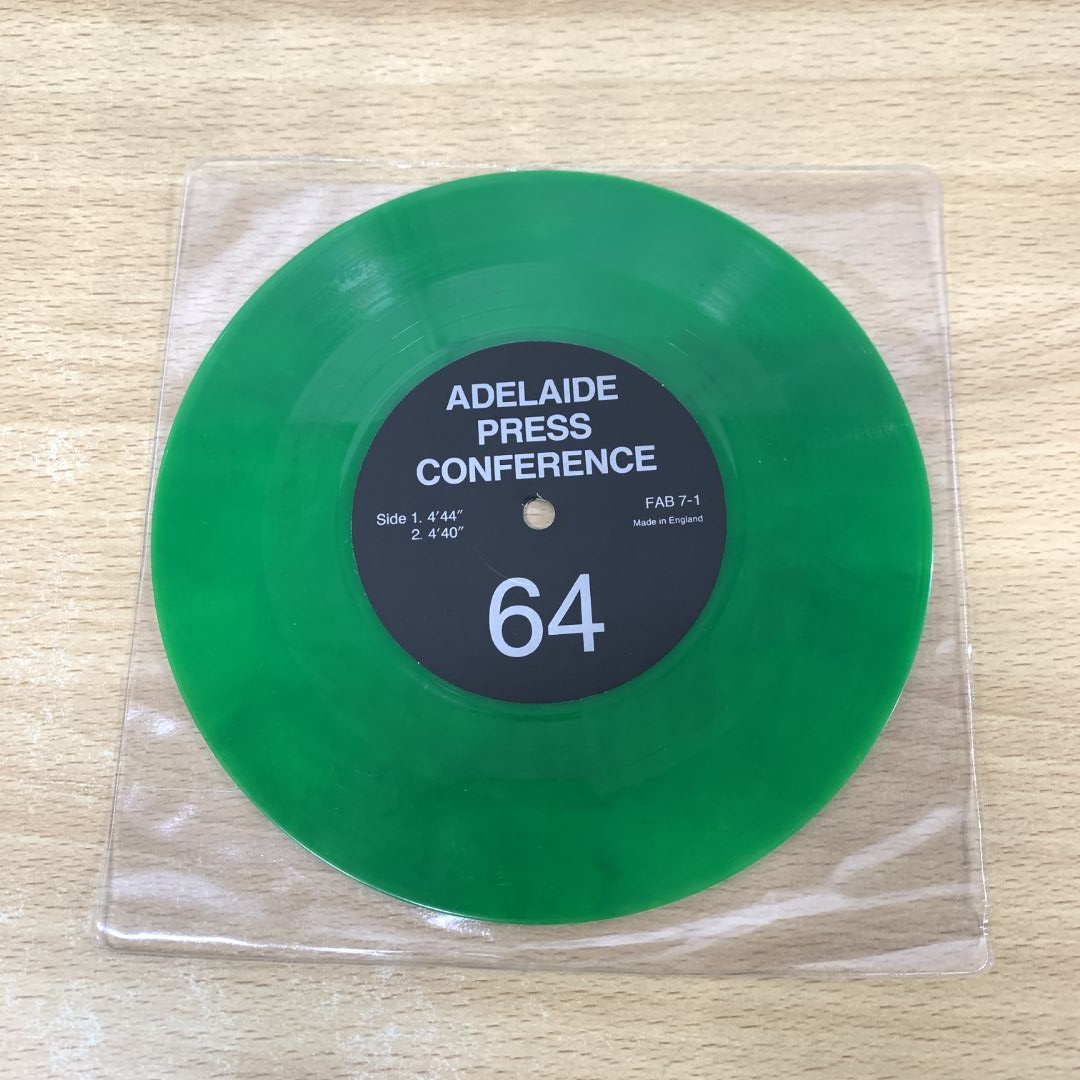 ADELAIDE
PRESS
CONFERENCE
Side 1. 4′44″
2. 4′40″
FAB 7-1
Made in England
64